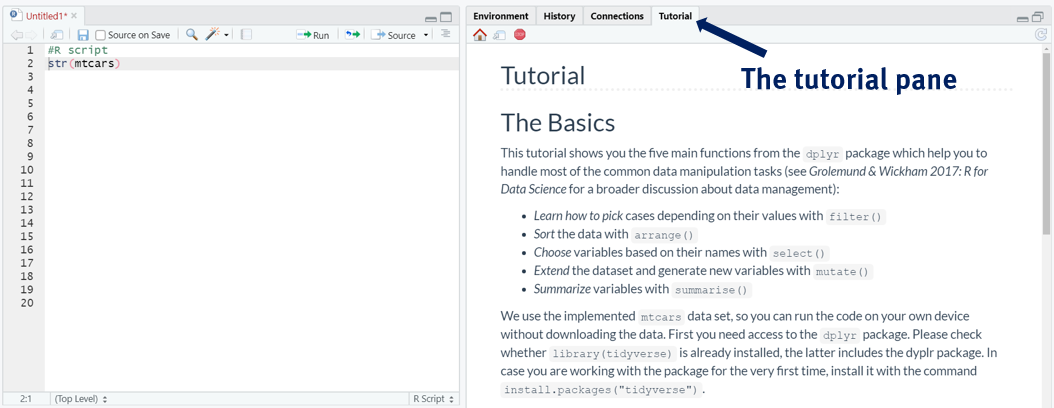 Untitled1* ×
Source on Save
Run
Source
1 #R script
2 str(mtcars)
3
4
5
6
7
8
9
10
11
12
13
14
15
16
17
18
19
20
2:1 (Top Level) R Script
Environment History Connections Tutorial
The tutorial pane
Tutorial
The Basics
This tutorial shows you the five main functions from the dplyr package which help you to
handle most of the common data manipulation tasks (see Grolemund & Wickham 2017: R for
Data Science for a broader discussion about data management):
• Learn how to pick cases depending on their values with filter()
• Sort the data with arrange()
• Choose variables based on their names with select()
• Extend the dataset and generate new variables with mutate()
• Summarize variables with summarise()
We use the implemented mtcars data set, so you can run the code on your own device
without downloading the data. First you need access to the dplyr package. Please check
whether library(tidyverse) is already installed, the latter includes the dyplr package. In
case you are working with the package for the very first time, install it with the command
install.packages("tidyverse").